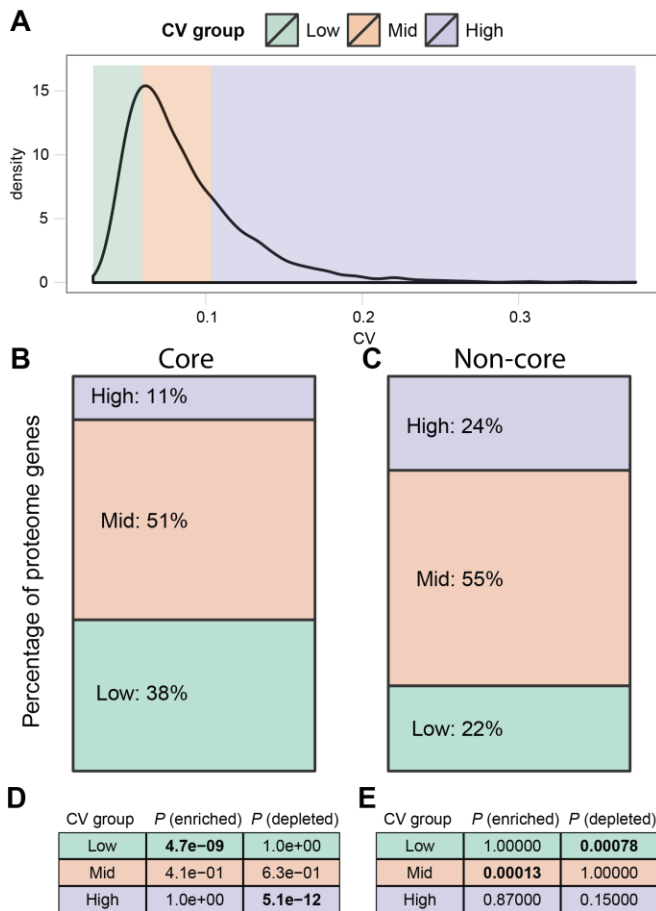 A
CV group Low Mid High
15
10
5
0
density
0.1 0.2 0.3
CV
B Core C Non-core
Percentage of proteome genes
High: 11%
Mid: 51%
Low: 38%
High: 24%
Mid: 55%
Low: 22%
D
CV group P (enriched) P (depleted)
Low 4.7e−09 1.0e+00
Mid 4.1e−01 6.3e−01
High 1.0e+00 5.1e−12
E
CV group P (enriched) P (depleted)
Low 1.00000 0.00078
Mid 0.00013 1.00000
High 0.87000 0.15000